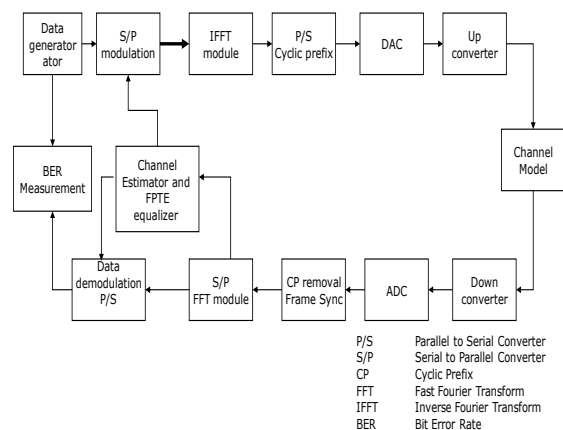 Data
generator
ator
S/P
modulation
IFFT
module
P/S
Cyclic prefix
DAC
Up
converter
BER
Measurement
Channel
Estimator and
FPTE
equalizer
Channel
Model
Data
demodulation
P/S
S/P
FFT module
CP removal
Frame Sync
ADC
Down
converter
P/S Parallel to Serial Converter
S/P Serial to Parallel Converter
CP Cyclic Prefix
FFT Fast Fourier Transform
IFFT Inverse Fourier Transform
BER Bit Error Rate